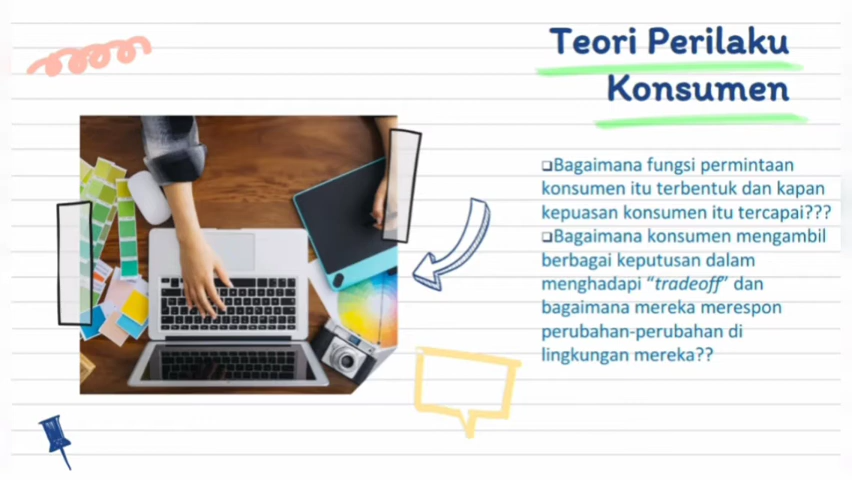 Teori Perilaku
Konsumen
❑Bagaimana fungsi permintaan
konsumen itu terbentuk dan kapan
kepuasan konsumen itu tercapai???
❑Bagaimana konsumen mengambil
berbagai keputusan dalam
menghadapi “tradeoff” dan
bagaimana mereka merespon
perubahan-perubahan di
lingkungan mereka??